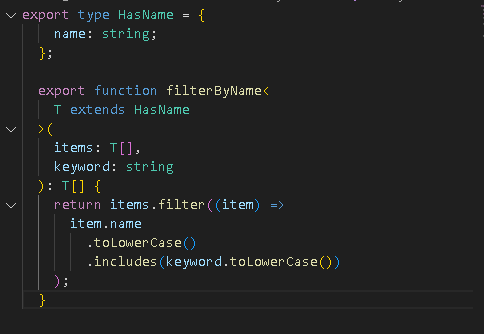 export type HasName = {
  name: string;
};

export function filterByName<
  T extends HasName
>(
  items: T[],
  keyword: string
): T[] {
  return items.filter((item) =>
    item.name
      .toLowerCase()
      .includes(keyword.toLowerCase())
  );
}